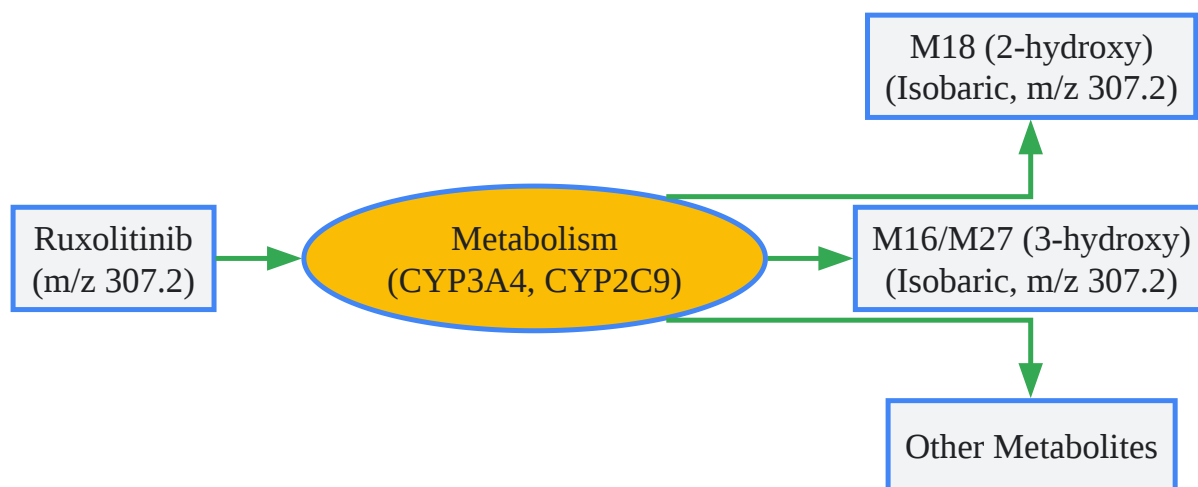 Ruxolitinib
(m/z 307.2)
Metabolism
(CYP3A4, CYP2C9)
M18 (2-hydroxy)
(Isobaric, m/z 307.2)
M16/M27 (3-hydroxy)
(Isobaric, m/z 307.2)
Other Metabolites